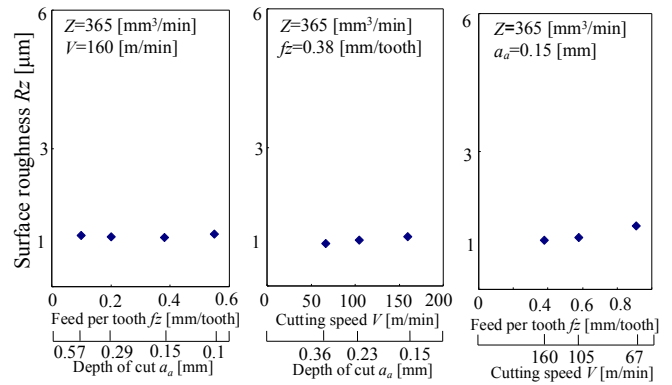 Surface roughness Rz [µm]
6
3
1
Z=365 [mm³/min]
V=160 [m/min]
0 0.2 0.4 0.6
Feed per tooth fz [mm/tooth]
0.57 0.29 0.15 0.1
Depth of cut aₐ [mm]
6
3
1
Z=365 [mm³/min]
fz=0.38 [mm/tooth]
0 50 100 150 200
Cutting speed V [m/min]
0.36 0.23 0.15
Depth of cut aₐ [mm]
6
3
1
Z=365 [mm³/min]
aₐ=0.15 [mm]
0 0.4 0.6 0.8
Feed per tooth fz [mm/tooth]
160 105 67
Cutting speed V [m/min]